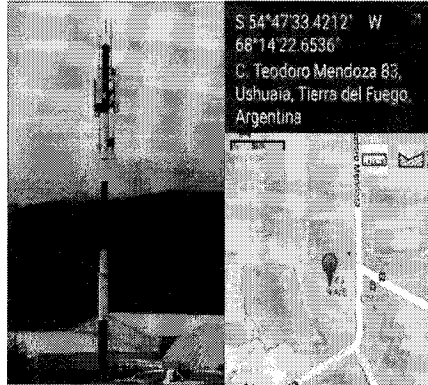 S 54°47'33.4212" W
68°14'22.6536"
C. Teodoro Mendoza 83,
Ushuaia, Tierra del Fuego,
Argentina